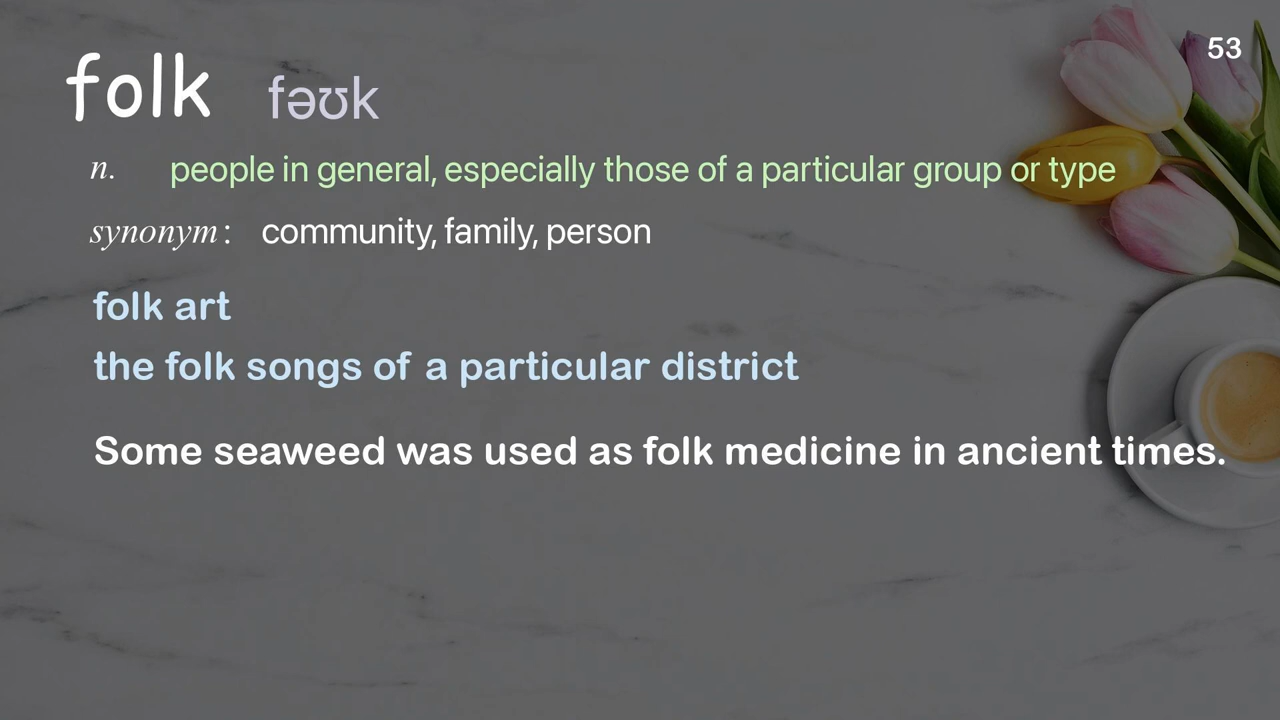 53
folk fəʊk
n. people in general, especially those of a particular group or type
synonym: community, family, person
folk art
the folk songs of a particular district
Some seaweed was used as folk medicine in ancient times.